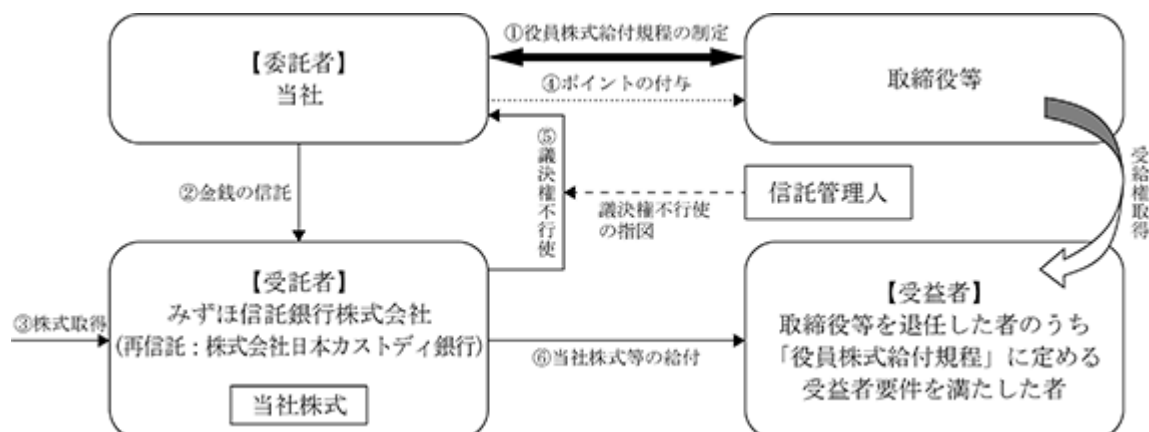 ①役員株式給付規程の制定
【委託者】
当社
取締役等
④ポイントの付与
②金銭の信託
⑤議決権不行使
信託管理人
議決権不行使
の指図
受給権取得
③株式取得
【受託者】
みずほ信託銀行株式会社
(再信託:株式会社日本カストディ銀行)
当社株式
⑥当社株式等の給付
【受益者】
取締役等を退任した者のうち
「役員株式給付規程」に定める
受益者要件を満たした者